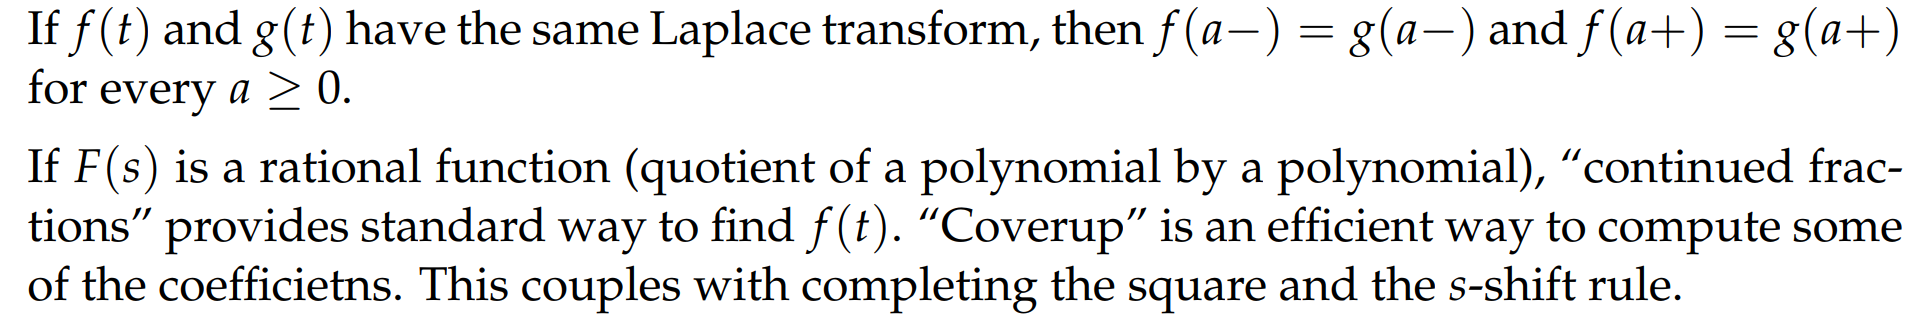 If f(t) and g(t) have the same Laplace transform, then f(a−) = g(a−) and f(a+) = g(a+)
for every a ≥ 0.
If F(s) is a rational function (quotient of a polynomial by a polynomial), “continued frac-
tions” provides standard way to find f(t). “Coverup” is an efficient way to compute some
of the coefficietns. This couples with completing the square and the s-shift rule.